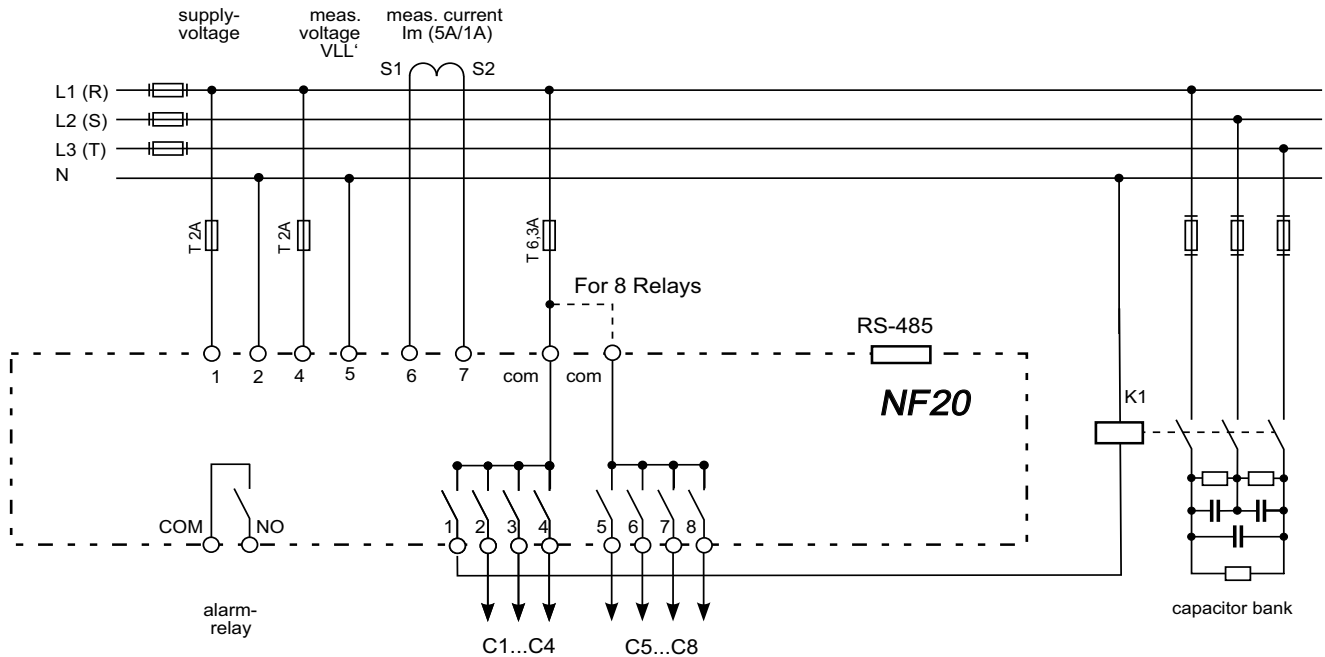 supply-
voltage
meas.
voltage
VLL‘
meas. current
Im (5A/1A)
S1
S2
L1 (R)
L2 (S)
L3 (T)
N
T 2A
T 2A
T 6,3A
For 8 Relays
RS-485
1
2
4
5
6
7
com
com
NF20
K1
COM
NO
1
2
3
4
5
6
7
8
alarm-
relay
C1...C4
C5...C8
capacitor bank